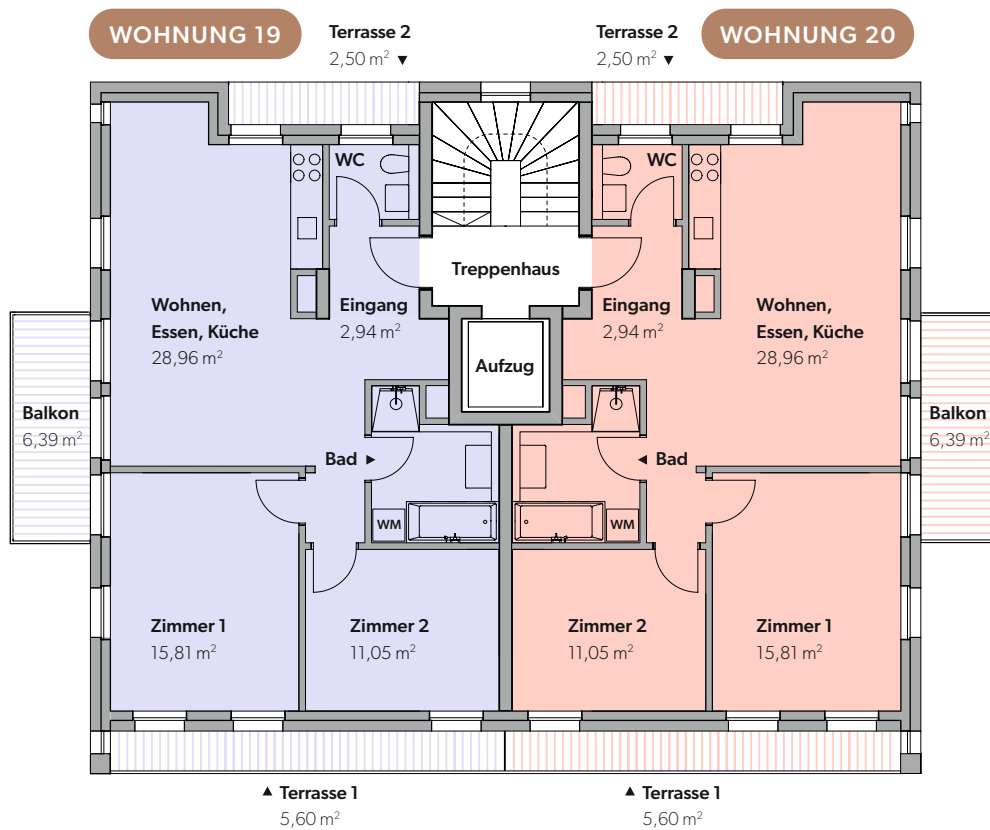 WOHNUNG 19
Terrasse 2
2,50 m² ▼
Terrasse 2
2,50 m² ▼
WOHNUNG 20
WC
WC
Treppenhaus
Wohnen,
Essen, Küche
28,96 m²
Eingang
2,94 m²
Eingang
2,94 m²
Wohnen,
Essen, Küche
28,96 m²
Aufzug
Balkon
6,39 m²
Balkon
6,39 m²
Bad ▶
◀ Bad
WM
WM
Zimmer 1
15,81 m²
Zimmer 2
11,05 m²
Zimmer 2
11,05 m²
Zimmer 1
15,81 m²
▲ Terrasse 1
5,60 m²
▲ Terrasse 1
5,60 m²